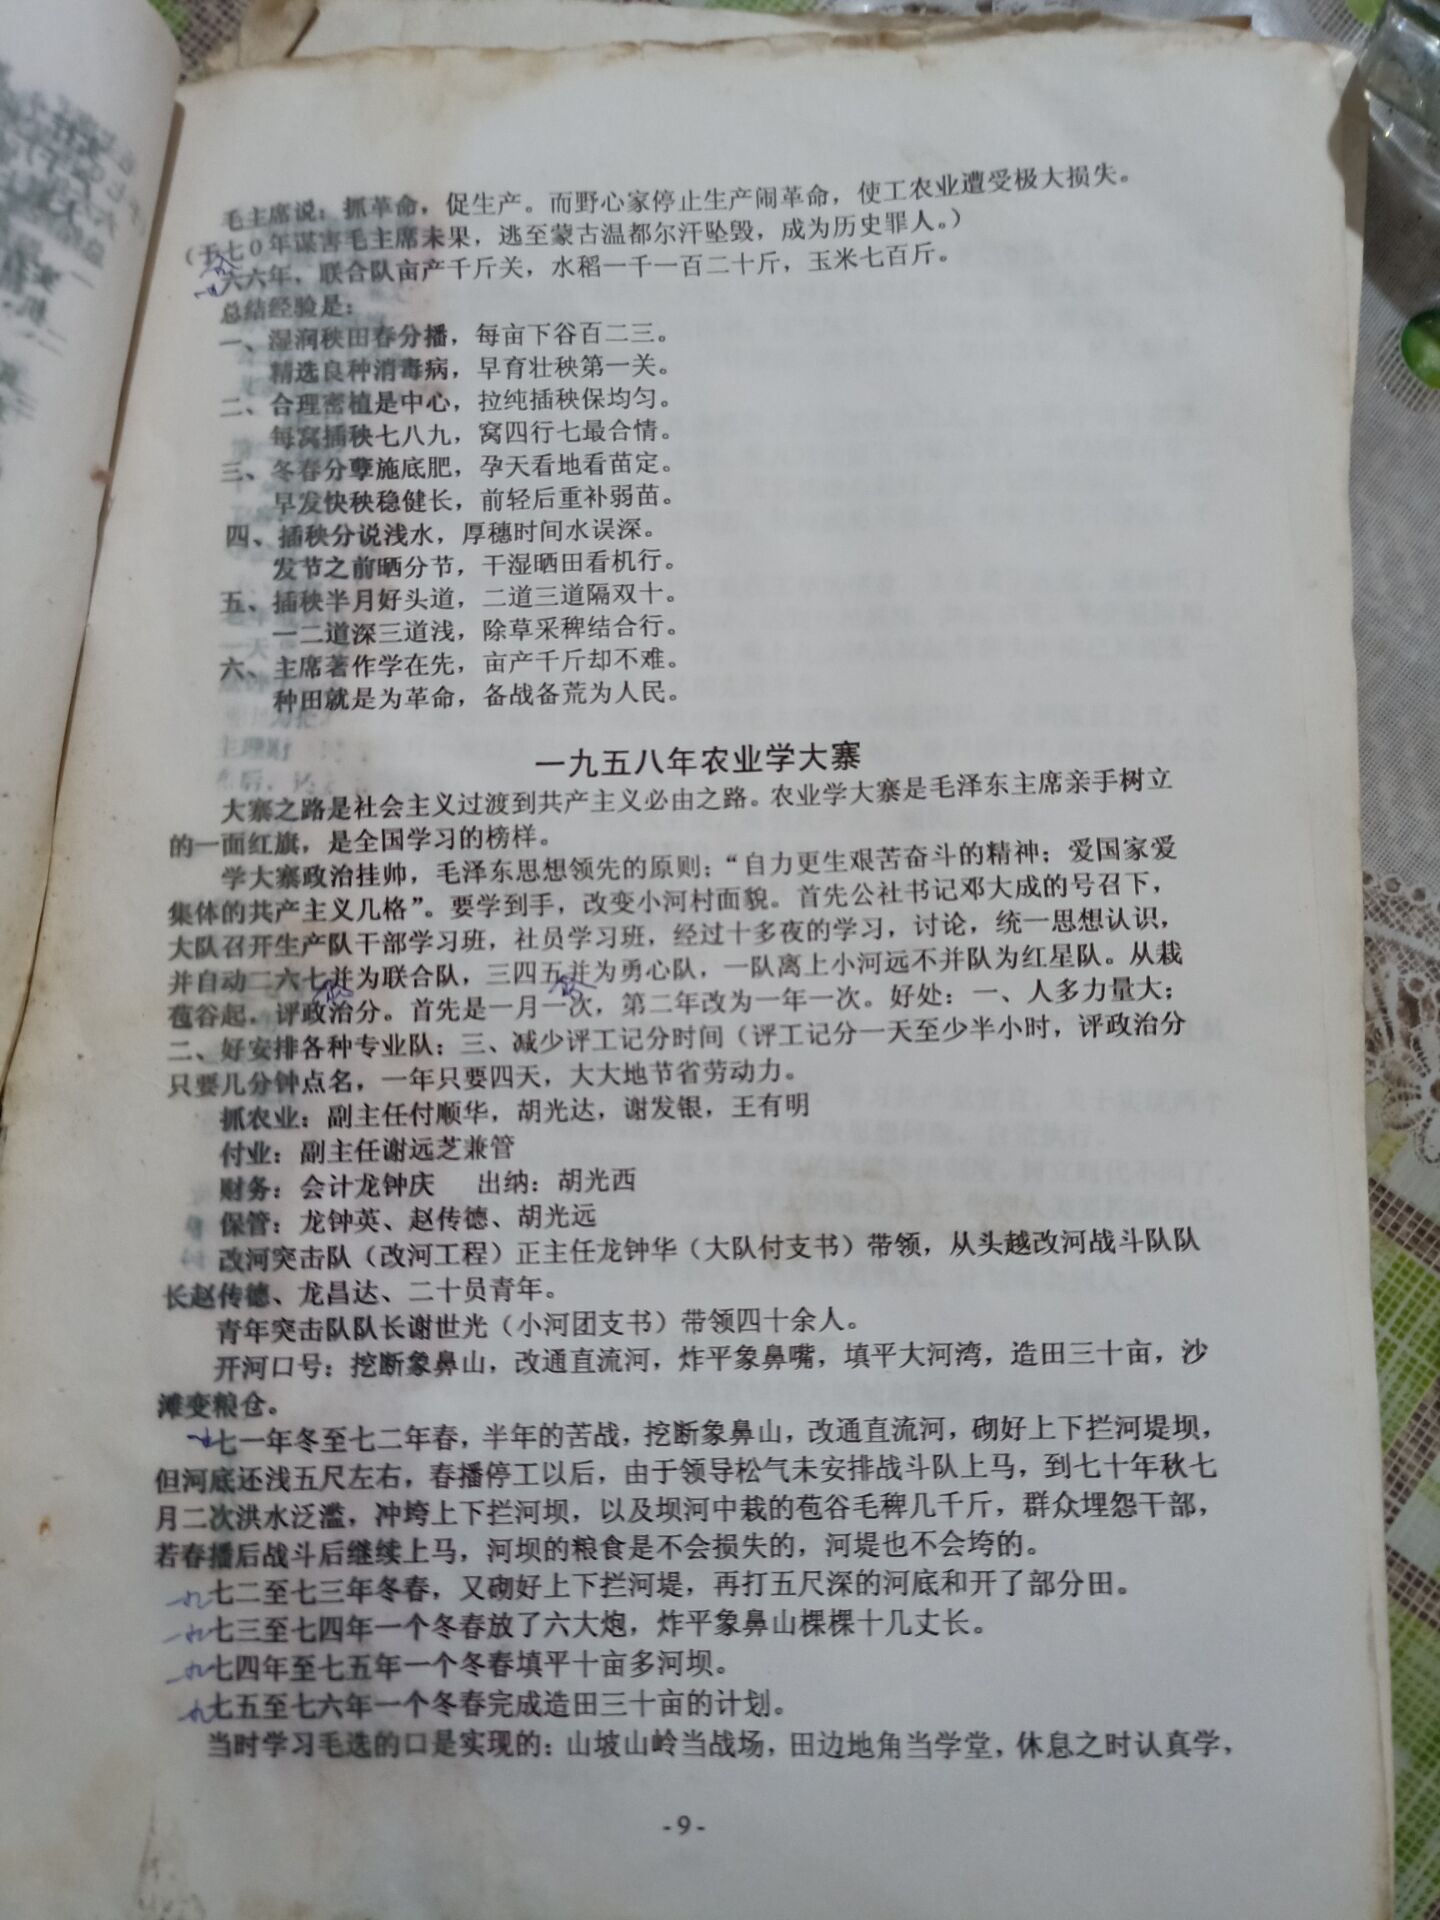 毛主席说：抓革命，促生产。而野心家停止生产闹革命，使工农业遭受极大损失。
（于七0年谋害毛主席未果，逃至蒙古温都尔汗坠毁，成为历史罪人。）
六六年，联合队亩产千斤关，水稻一千一百二十斤，玉米七百斤。
总结经验是：
一、湿润秧田春分播，每亩下谷百二三。
精选良种消毒病，早育壮秧第一关。
二、合理密植是中心，拉纯插秧保均匀。
每窝插秧七八九，窝四行七最合情。
三、冬春分孽施底肥，孕天看地看苗定。
早发快秧稳健长，前轻后重补弱苗。
四、插秧分说浅水，厚穗时间水误深。
发节之前晒分节，干湿晒田看机行。
五、插秧半月好头道，二道三道隔双十。
一二道深三道浅，除草采稗结合行。
六、主席著作学在先，亩产千斤却不难。
种田就是为革命，备战备荒为人民。
一九五八年农业学大寨
大寨之路是社会主义过渡到共产主义必由之路。农业学大寨是毛泽东主席亲手树立
的一面红旗，是全国学习的榜样。
学大寨政治挂帅，毛泽东思想领先的原则；“自力更生艰苦奋斗的精神；爱国家爱
集体的共产主义几格”。要学到手，改变小河村面貌。首先公社书记邓大成的号召下，
大队召开生产队干部学习班，社员学习班，经过十多夜的学习，讨论，统一思想认识，
并自动二六七并为联合队，三四五并为勇心队，一队离上小河远不并队为红星队。从栽
苞谷起，评政治分。首先是一月一次，第二年改为一年一次。好处：一、人多力量大；
二、好安排各种专业队；三、减少评工记分时间（评工记分一天至少半小时，评政治分
只要几分钟点名，一年只要四天，大大地节省劳动力。
抓农业：副主任付顺华，胡光达，谢发银，王有明
付业：副主任谢远芝兼管
财务：会计龙钟庆 出纳：胡光西
保管：龙钟英、赵传德、胡光远
改河突击队（改河工程）正主任龙钟华（大队付支书）带领，从头越改河战斗队队
长赵传德、龙昌达、二十员青年。
青年突击队队长谢世光（小河团支书）带领四十余人。
开河口号：挖断象鼻山，改通直流河，炸平象鼻嘴，填平大河湾，造田三十亩，沙
滩变粮仓。
七一年冬至七二年春，半年的苦战，挖断象鼻山，改通直流河，砌好上下拦河堤坝，
但河底还浅五尺左右，春播停工以后，由于领导松气未安排战斗队上马，到七十年秋七
月二次洪水泛滥，冲垮上下拦河坝，以及坝河中栽的苞谷毛稗几千斤，群众埋怨干部，
若春播后战斗后继续上马，河坝的粮食是不会损失的，河堤也不会垮的。
一九七二至七三年冬春，又砌好上下拦河堤，再打五尺深的河底和开了部分田。
一九七三至七四年一个冬春放了六大炮，炸平象鼻山棵棵十几丈长。
一九七四年至七五年一个冬春填平十亩多河坝。
一九七五至七六年一个冬春完成造田三十亩的计划。
当时学习毛选的口是实现的：山坡山岭当战场，田边地角当学堂，休息之时认真学，
- 9 -